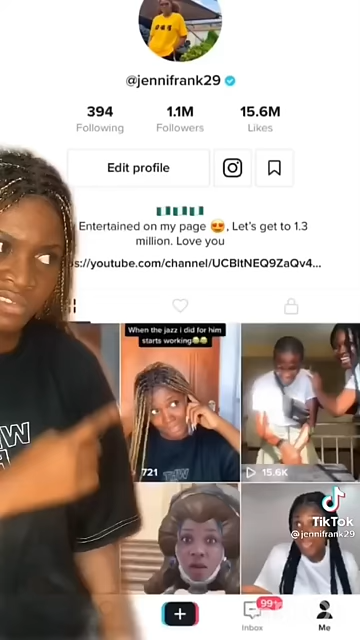 @jennifrank29
394 1.1M 15.6M
Following Followers Likes
Edit profile
🇳🇬🇳🇬🇳🇬
Entertained on my page 😍, Let's get to 1.3
million. Love you
s://youtube.com/channel/UCBltNEQ9ZaQv4...
When the jazz i did for him
starts working😂😂
721
15.6K
TikTok
@jennifrank29
99+
Inbox
Me